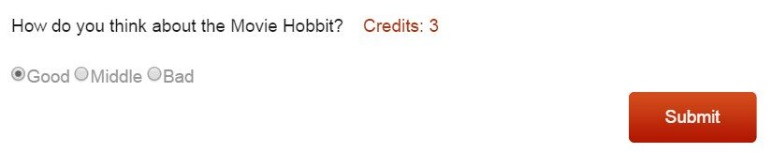 How do you think about the Movie Hobbit? Credits: 3
Good Middle Bad
Submit